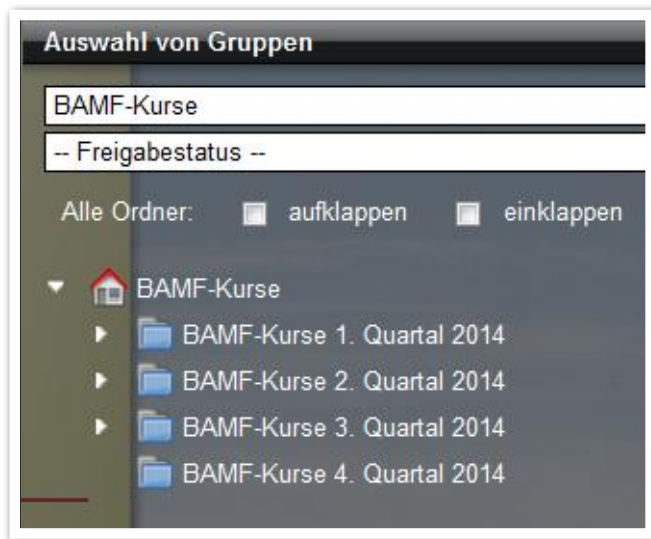 Auswahl von Gruppen
BAMF-Kurse
-- Freigabestatus --
Alle Ordner: aufklappen einklappen
BAMF-Kurse
BAMF-Kurse 1. Quartal 2014
BAMF-Kurse 2. Quartal 2014
BAMF-Kurse 3. Quartal 2014
BAMF-Kurse 4. Quartal 2014